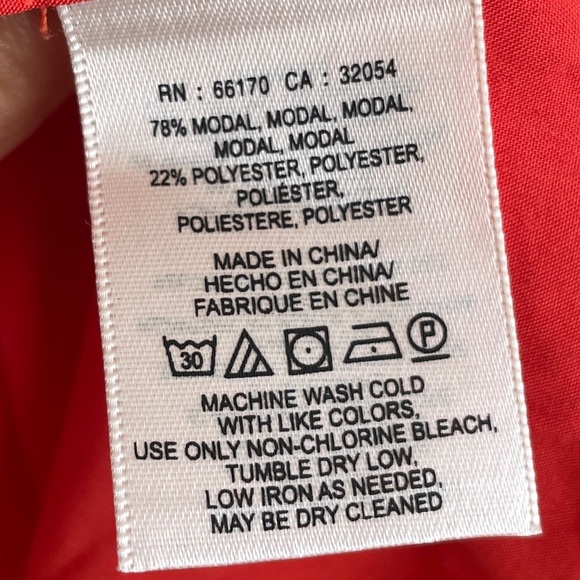 RN : 66170 CA : 32054
78% MODAL, MODAL, MODAL,
MODAL, MODAL
22% POLYESTER, POLYESTER,
POLIÉSTER,
POLIESTERE, POLYESTER
MADE IN CHINA/
HECHO EN CHINA/
FABRIQUE EN CHINE
30 P
MACHINE WASH COLD
WITH LIKE COLORS,
USE ONLY NON-CHLORINE BLEACH,
TUMBLE DRY LOW,
LOW IRON AS NEEDED,
MAY BE DRY CLEANED